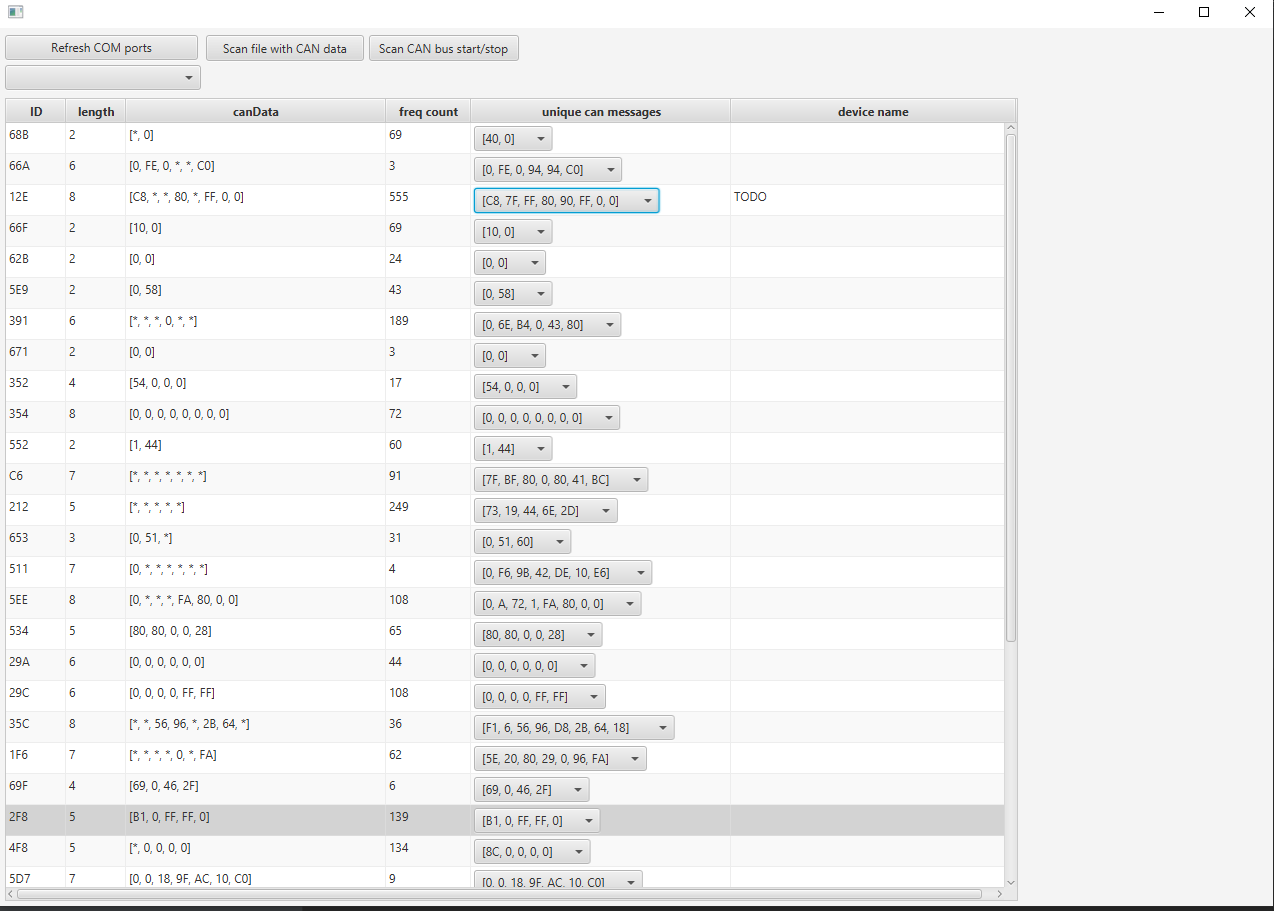 Refresh COM ports Scan file with CAN data Scan CAN bus start/stop
ID length canData freq count unique can messages device name
68B 2 [*, 0] 69 [40, 0]
66A 6 [0, FE, 0, *, *, C0] 3 [0, FE, 0, 94, 94, C0]
12E 8 [C8, *, *, 80, *, FF, 0, 0] 555 [C8, 7F, FF, 80, 90, FF, 0, 0] TODO
66F 2 [10, 0] 69 [10, 0]
62B 2 [0, 0] 24 [0, 0]
5E9 2 [0, 58] 43 [0, 58]
391 6 [*, *, *, 0, *, *] 189 [0, 6E, B4, 0, 43, 80]
671 2 [0, 0] 3 [0, 0]
352 4 [54, 0, 0, 0] 17 [54, 0, 0, 0]
354 8 [0, 0, 0, 0, 0, 0, 0, 0] 72 [0, 0, 0, 0, 0, 0, 0, 0]
552 2 [1, 44] 60 [1, 44]
C6 7 [*, *, *, *, *, *, *] 91 [7F, BF, 80, 0, 80, 41, BC]
212 5 [*, *, *, *, *] 249 [73, 19, 44, 6E, 2D]
653 3 [0, 51, *] 31 [0, 51, 60]
511 7 [0, *, *, *, *, *, *] 4 [0, F6, 9B, 42, DE, 10, E6]
5EE 8 [0, *, *, *, FA, 80, 0, 0] 108 [0, A, 72, 1, FA, 80, 0, 0]
534 5 [80, 80, 0, 0, 28] 65 [80, 80, 0, 0, 28]
29A 6 [0, 0, 0, 0, 0, 0] 44 [0, 0, 0, 0, 0, 0]
29C 6 [0, 0, 0, 0, FF, FF] 108 [0, 0, 0, 0, FF, FF]
35C 8 [*, *, 56, 96, *, 2B, 64, *] 36 [F1, 6, 56, 96, D8, 2B, 64, 18]
1F6 7 [*, *, *, *, 0, *, FA] 62 [5E, 20, 80, 29, 0, 96, FA]
69F 4 [69, 0, 46, 2F] 6 [69, 0, 46, 2F]
2F8 5 [B1, 0, FF, FF, 0] 139 [B1, 0, FF, FF, 0]
4F8 5 [*, 0, 0, 0, 0] 134 [8C, 0, 0, 0, 0]
5D7 7 [0, 0, 18, 9F, AC, 10, C0] 9 [0, 0, 18, 9F, AC, 10, C0]